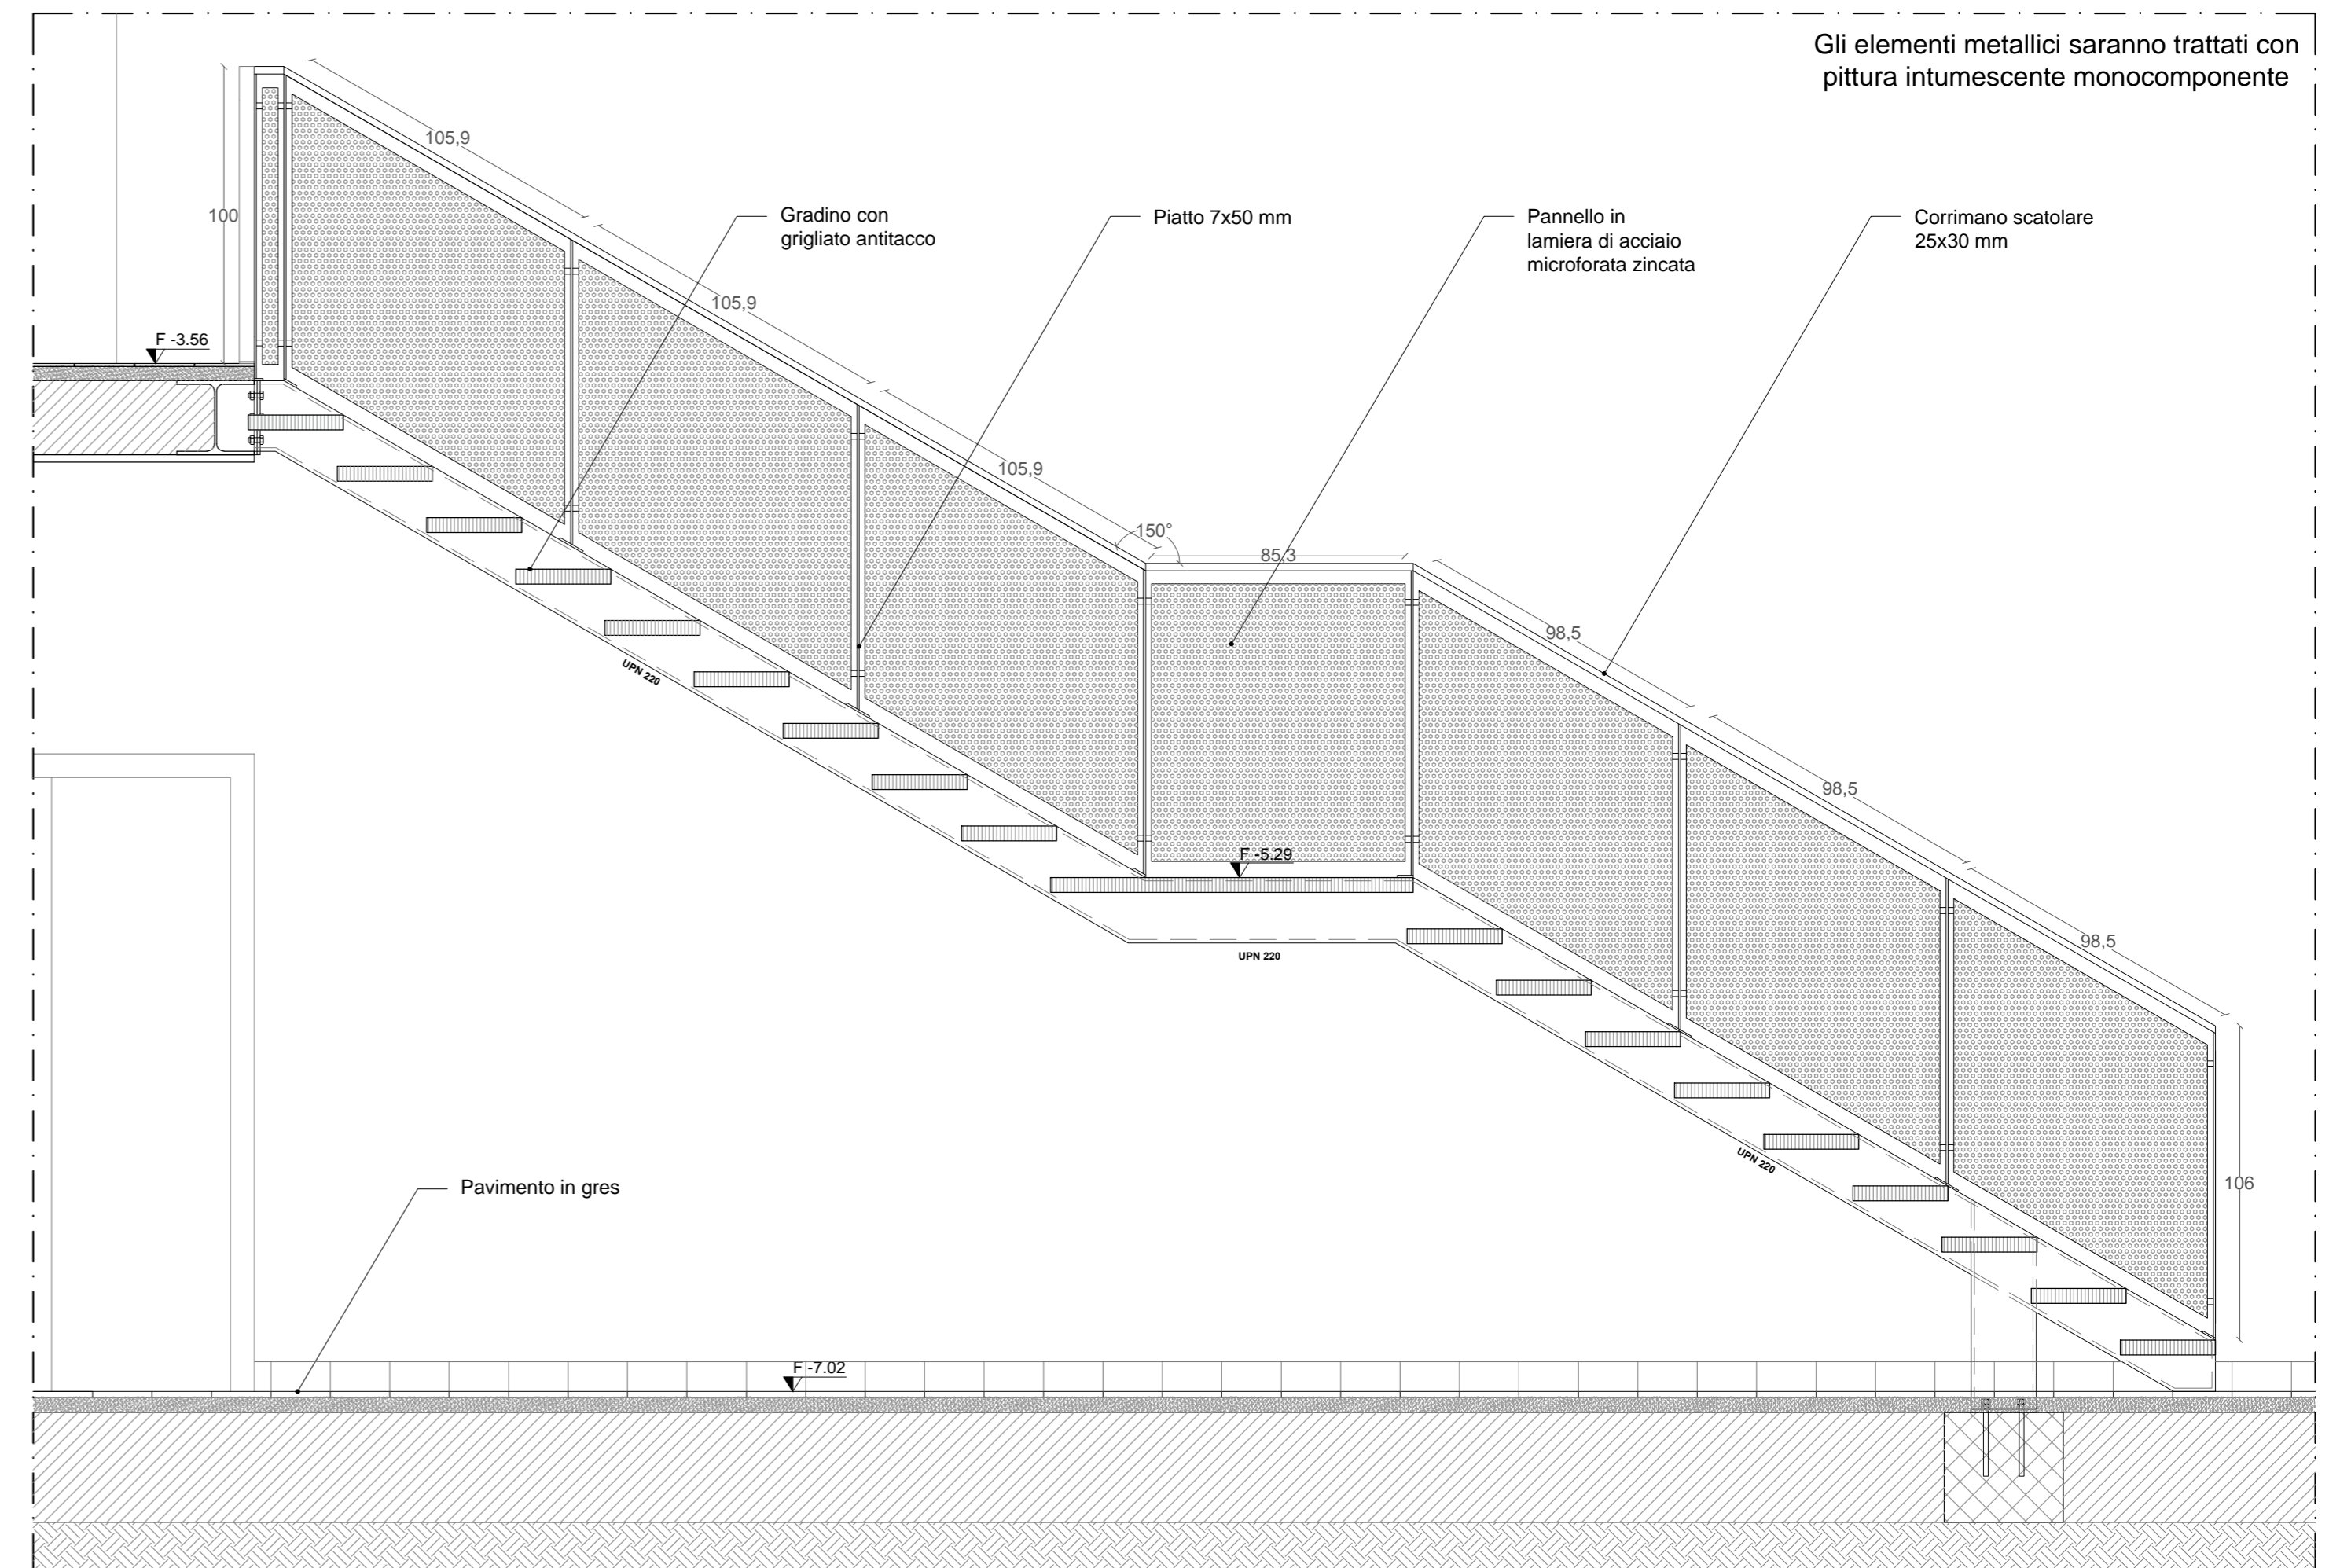 Gli elementi metallici saranno trattati con
pittura intumescente monocomponente
105,9
100
Gradino con
grigliato antitacco
Piatto 7x50 mm
Pannello in
lamiera di acciaio
microforata zincata
Corrimano scatolare
25x30 mm
105,9
F -3.56
105,9
150°
85,3
98,5
UPN 220
98,5
F -5.29
98,5
UPN 220
UPN 220
106
Pavimento in gres
F -7.02